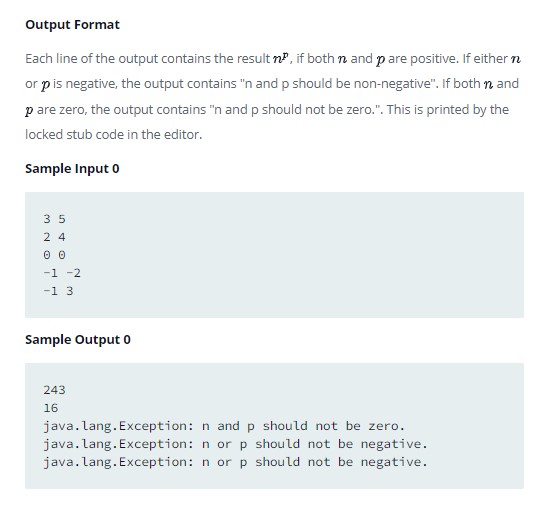 Output Format
Each line of the output contains the result nᵖ, if both n and p are positive. If either n
or p is negative, the output contains "n and p should be non-negative". If both n and
p are zero, the output contains "n and p should not be zero.". This is printed by the
locked stub code in the editor.
Sample Input 0
3 5
2 4
0 0
-1 -2
-1 3
Sample Output 0
243
16
java.lang.Exception: n and p should not be zero.
java.lang.Exception: n or p should not be negative.
java.lang.Exception: n or p should not be negative.